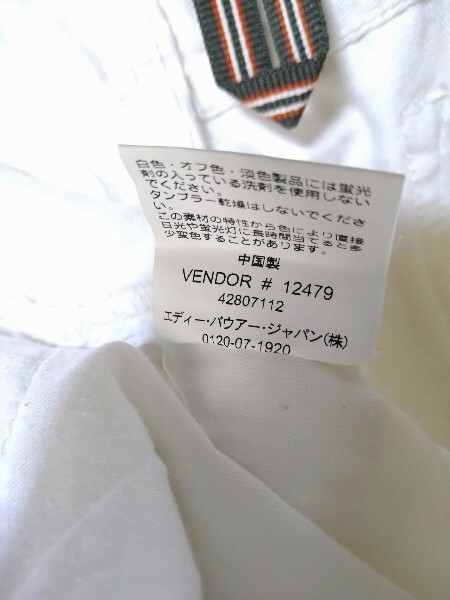 白色・オフ色・淡色製品には蛍光
剤の入っている洗剤を使用しない
でください。
タンブラー乾燥はしないでくださ
い。
この素材の特性から色により直接
日光や蛍光灯に長時間当てると多
少変色することがあります。
中国製
VENDOR # 12479
42807112
エディー・バウアー・ジャパン(株)
0120-07-1920